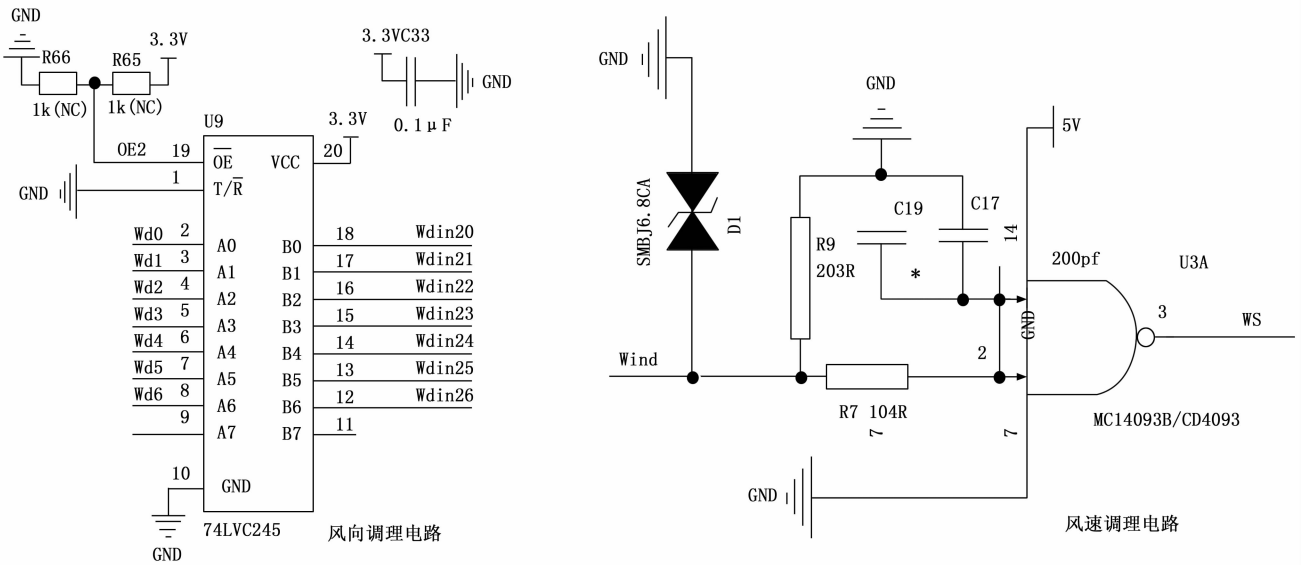 GND
R66
R65
3.3V
1k(NC)
1k(NC)
3.3VC33
GND
0.1μF
U9
3.3V
OE2
19
OE
VCC
20
GND
1
T/R
Wd0
2
A0
B0
18
Wdin20
Wd1
3
A1
B1
17
Wdin21
Wd2
4
A2
B2
16
Wdin22
Wd3
5
A3
B3
15
Wdin23
Wd4
6
A4
B4
14
Wdin24
Wd5
7
A5
B5
13
Wdin25
Wd6
8
A6
B6
12
Wdin26
9
A7
B7
11
10
GND
GND
74LVC245
风向调理电路
GND
SMBJ6.8CA
D1
GND
5V
C19
C17
14
R9
203R
*
200pf
U3A
GND
3
WS
Wind
2
R7 104R
7
7
MC14093B/CD4093
GND
风速调理电路